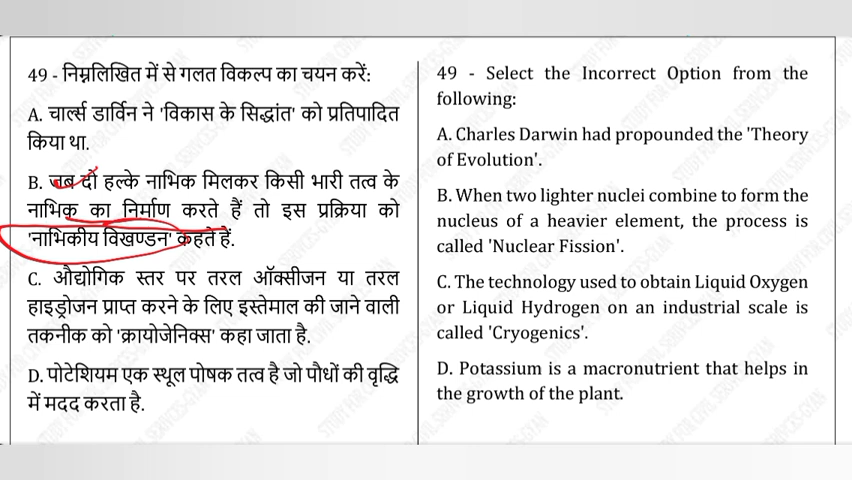 49 - निम्नलिखित में से गलत विकल्प का चयन करें:
A. चार्ल्स डार्विन ने 'विकास के सिद्धांत' को प्रतिपादित
किया था.
B. जब दो हल्के नाभिक मिलकर किसी भारी तत्व के
नाभिक का निर्माण करते हैं तो इस प्रक्रिया को
'नाभिकीय विखण्डन' कहते हैं.
C. औद्योगिक स्तर पर तरल ऑक्सीजन या तरल
हाइड्रोजन प्राप्त करने के लिए इस्तेमाल की जाने वाली
तकनीक को 'क्रायोजेनिक्स' कहा जाता है.
D. पोटेशियम एक स्थूल पोषक तत्व है जो पौधों की वृद्धि
में मदद करता है.
49 - Select the Incorrect Option from the
following:
A. Charles Darwin had propounded the 'Theory
of Evolution'.
B. When two lighter nuclei combine to form the
nucleus of a heavier element, the process is
called 'Nuclear Fission'.
C. The technology used to obtain Liquid Oxygen
or Liquid Hydrogen on an industrial scale is
called 'Cryogenics'.
D. Potassium is a macronutrient that helps in
the growth of the plant.